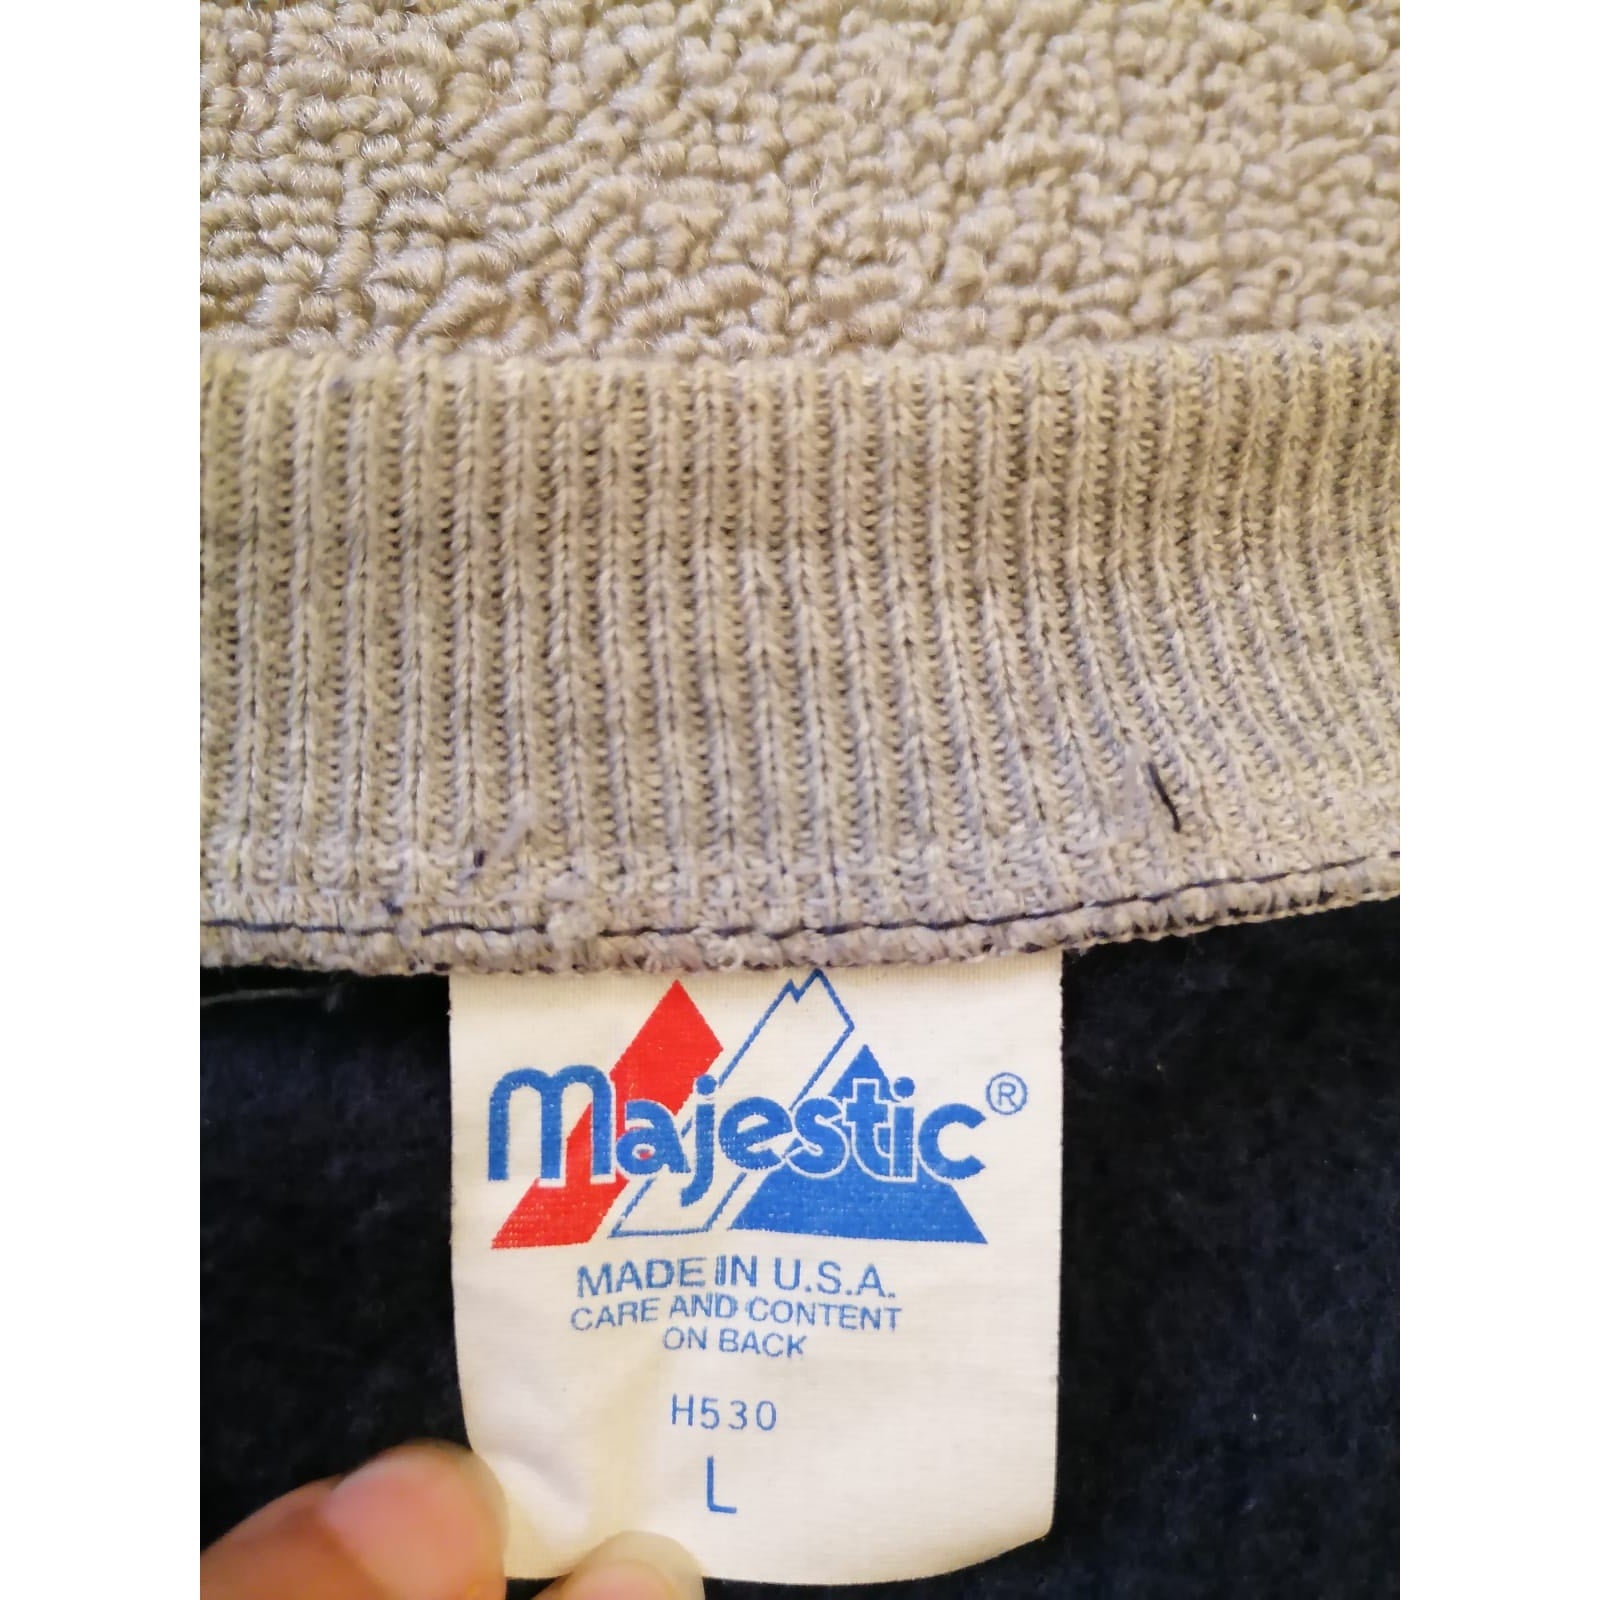 Majestic®
MADE IN U.S.A.
CARE AND CONTENT
ON BACK
H530
L